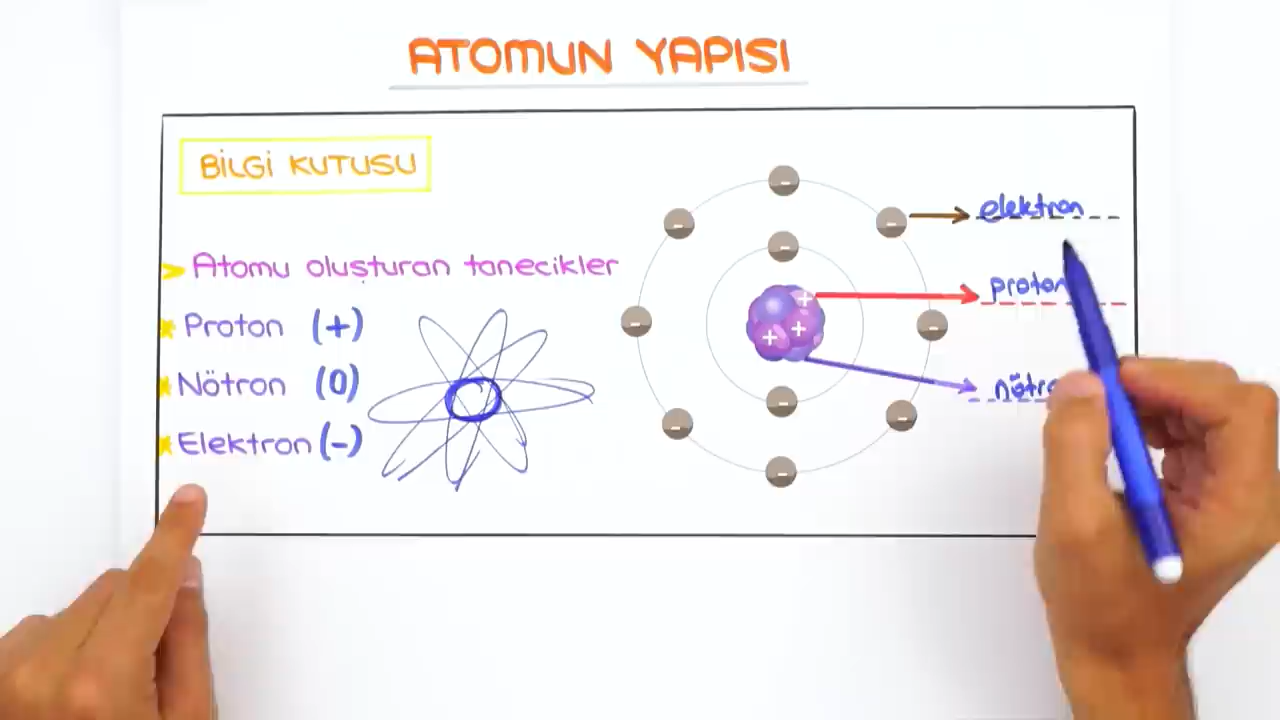 ATOMUN YAPISI
BİLGİ KUTUSU
> Atomu oluşturan tanecikler
* Proton (+)
* Nötron (0)
* Elektron (-)
elektron
proton